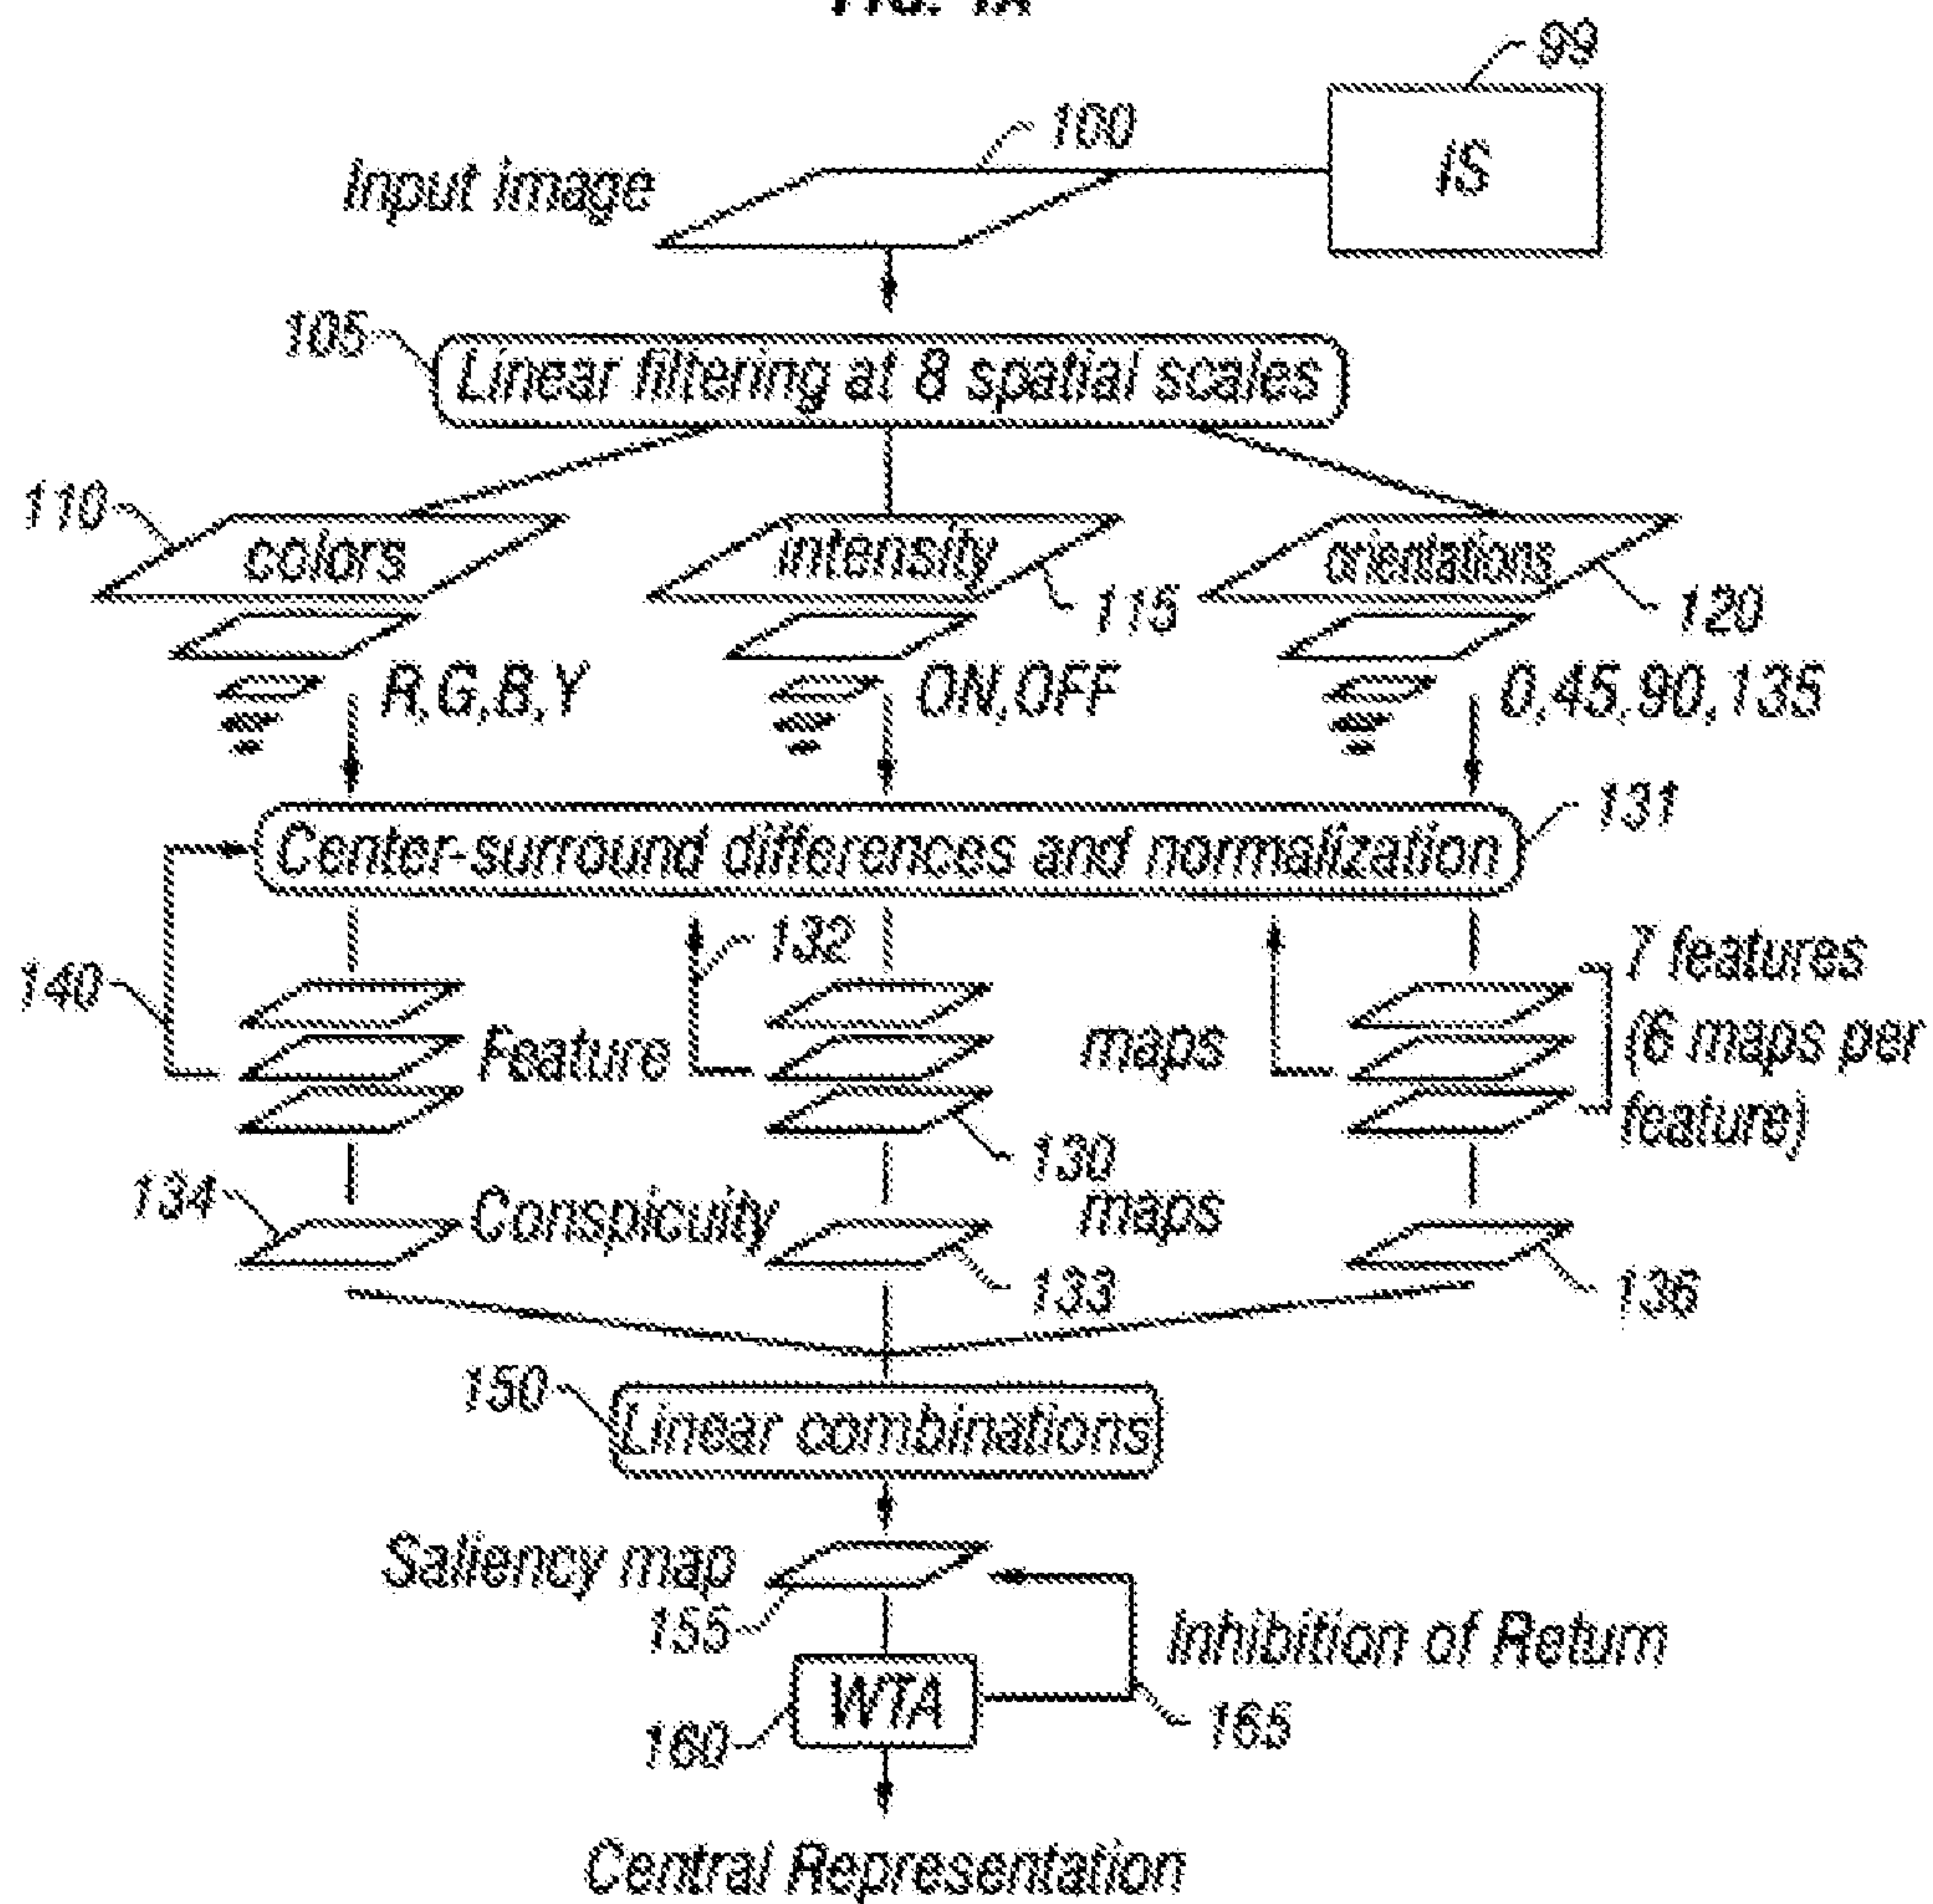 FIG. 1A
99
100
IS
Input image
105
Linear filtering at 8 spatial scales
110
colors
intensity
orientations
115
120
R,G,B,Y
ON,OFF
0,45,90,135
131
Center-surround differences and normalization
132
7 features
140
Feature
maps
(6 maps per
feature)
130
134
Conspicuity
maps
133
136
150
Linear combinations
Saliency map
155
Inhibition of Return
WTA
160
165
Central Representation